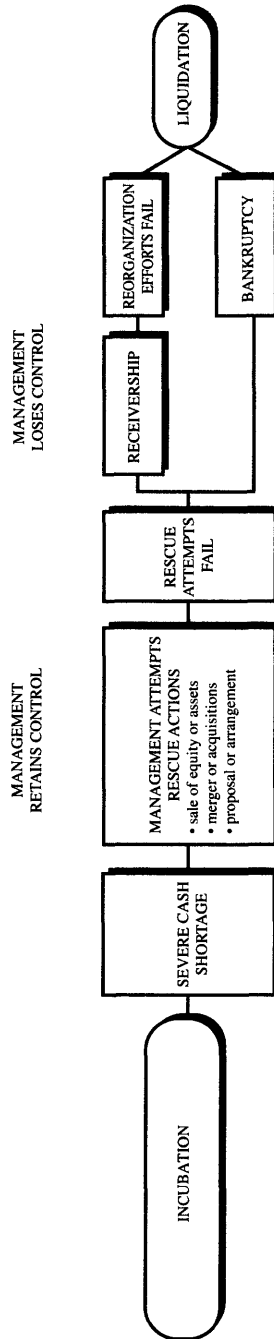 MANAGEMENT
RETAINS CONTROL
MANAGEMENT
LOSES CONTROL
INCUBATION
SEVERE CASH
SHORTAGE
MANAGEMENT ATTEMPTS
RESCUE ACTIONS
• sale of equity or assets
• merger or acquisitions
• proposal or arrangement
RESCUE
ATTEMPTS
FAIL
RECEIVERSHIP
REORGANIZATION
EFFORTS FAIL
BANKRUPTCY
LIQUIDATION